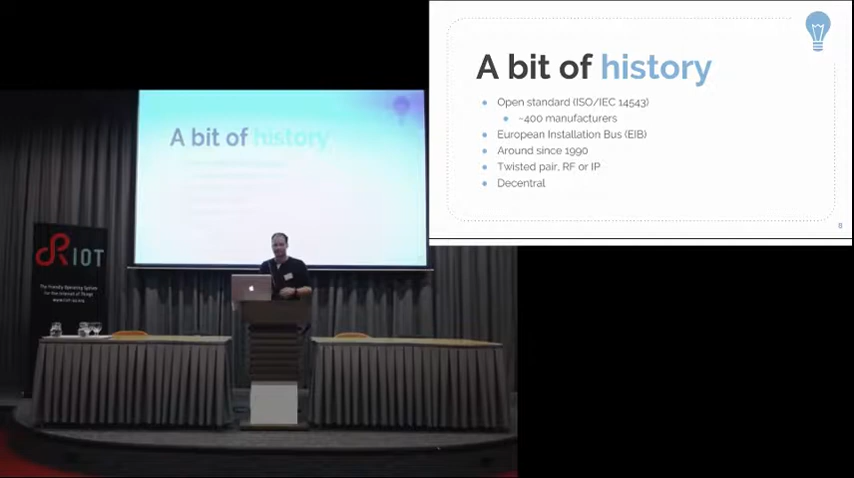 A bit of history
Open standard (ISO/IEC 14543)
~400 manufacturers
European Installation Bus (EIB)
Around since 1990
Twisted pair, RF or IP
Decentral
8
A bit of history
RIOT
The friendly Operating System
for the Internet of Things